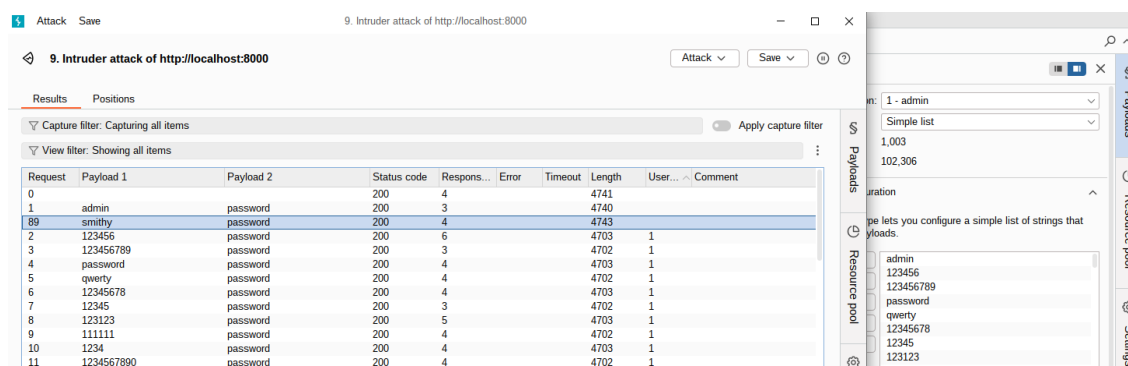 Attack Save 9. Intruder attack of http://localhost:8000
9. Intruder attack of http://localhost:8000 Attack Save
Results Positions
Capture filter: Capturing all items Apply capture filter
View filter: Showing all items
Request Payload 1 Payload 2 Status code Respons... Error Timeout Length User... Comment
0 200 4 4741
1 admin password 200 3 4740
89 smithy password 200 4 4743
2 123456 password 200 6 4703 1
3 123456789 password 200 3 4702 1
4 password password 200 4 4703 1
5 qwerty password 200 4 4702 1
6 12345678 password 200 4 4703 1
7 12345 password 200 3 4702 1
8 123123 password 200 5 4703 1
9 111111 password 200 4 4702 1
10 1234 password 200 4 4703 1
11 1234567890 password 200 4 4702 1
Payloads
Resource pool
on: 1 - admin
Simple list
1,003
102,306
uration
pe lets you configure a simple list of strings that
yloads.
admin
123456
123456789
password
qwerty
12345678
12345
123123
Payloads
Resource pool
Settings